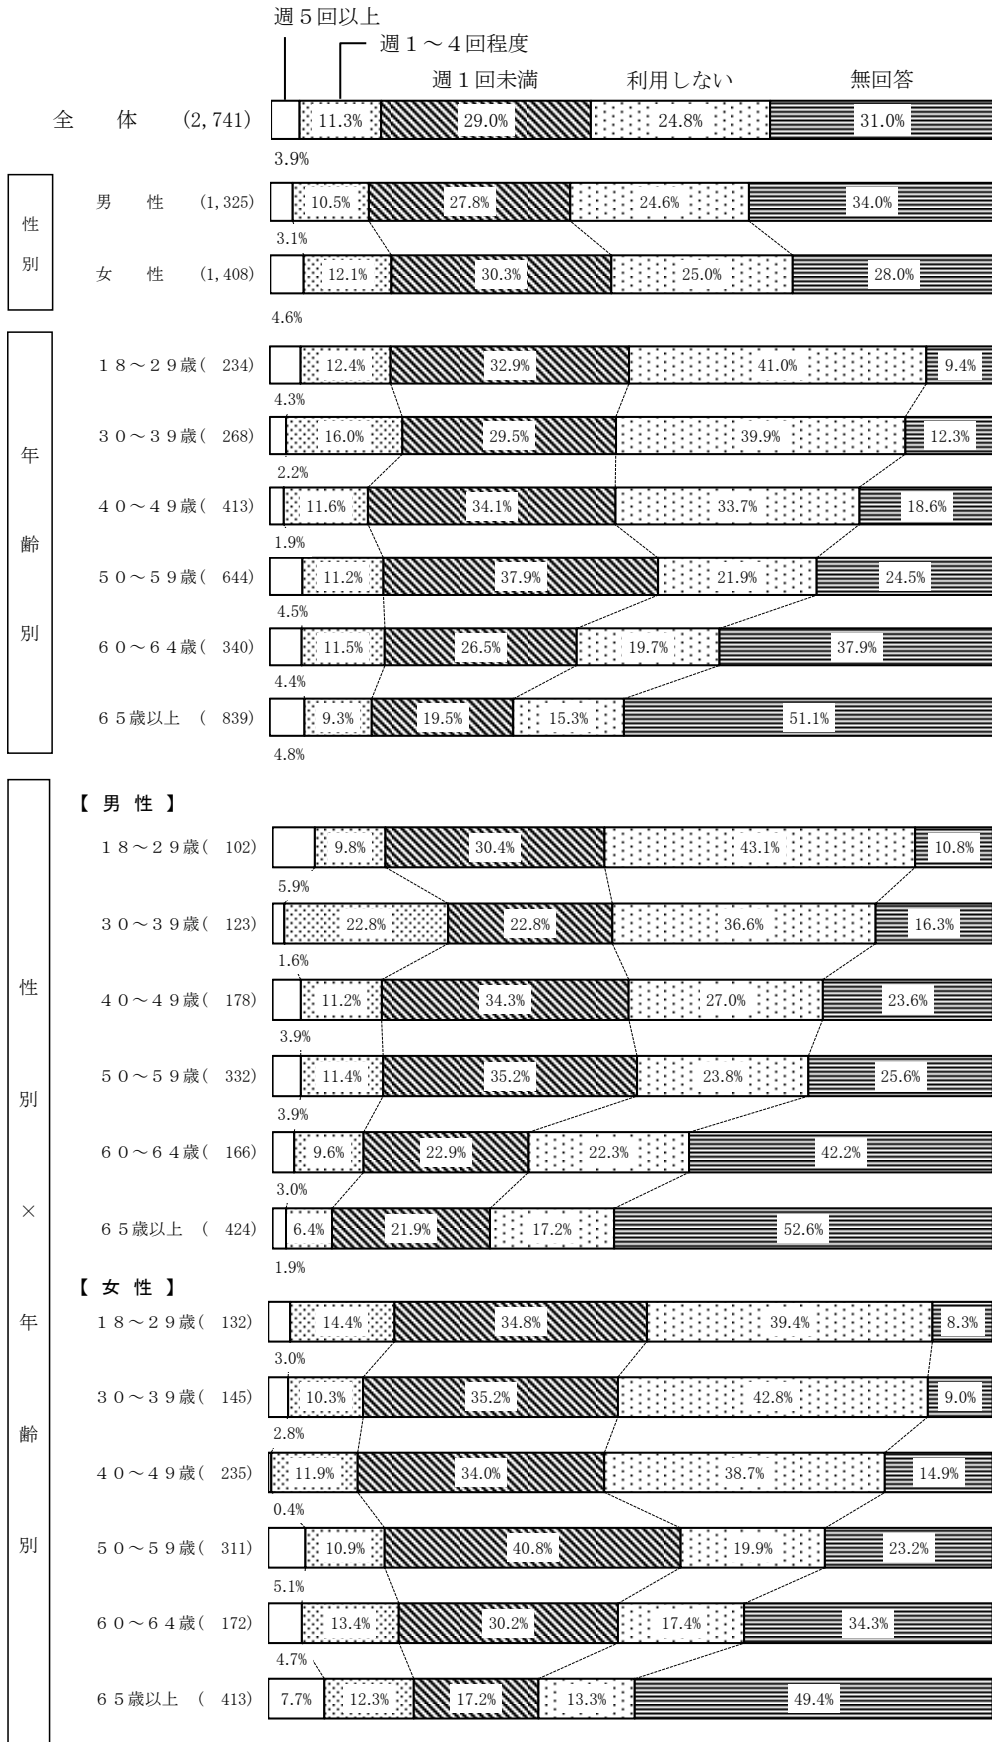 週５回以上
週１～４回程度
週１回未満 利用しない 無回答
全 体 (2,741) 11.3% 29.0% 24.8% 31.0%
3.9%
性別
男 性 (1,325) 10.5% 27.8% 24.6% 34.0%
3.1%
女 性 (1,408) 12.1% 30.3% 25.0% 28.0%
4.6%
年齢別
１８～２９歳( 234) 12.4% 32.9% 41.0% 9.4%
4.3%
３０～３９歳( 268) 16.0% 29.5% 39.9% 12.3%
2.2%
４０～４９歳( 413) 11.6% 34.1% 33.7% 18.6%
1.9%
５０～５９歳( 644) 11.2% 37.9% 21.9% 24.5%
4.5%
６０～６４歳( 340) 11.5% 26.5% 19.7% 37.9%
4.4%
６５歳以上 ( 839) 9.3% 19.5% 15.3% 51.1%
4.8%
性別×年齢別
【 男 性 】
１８～２９歳( 102) 9.8% 30.4% 43.1% 10.8%
5.9%
３０～３９歳( 123) 22.8% 22.8% 36.6% 16.3%
1.6%
４０～４９歳( 178) 11.2% 34.3% 27.0% 23.6%
3.9%
５０～５９歳( 332) 11.4% 35.2% 23.8% 25.6%
3.9%
６０～６４歳( 166) 9.6% 22.9% 22.3% 42.2%
3.0%
６５歳以上 ( 424) 6.4% 21.9% 17.2% 52.6%
1.9%
【 女 性 】
１８～２９歳( 132) 14.4% 34.8% 39.4% 8.3%
3.0%
３０～３９歳( 145) 10.3% 35.2% 42.8% 9.0%
2.8%
４０～４９歳( 235) 11.9% 34.0% 38.7% 14.9%
0.4%
５０～５９歳( 311) 10.9% 40.8% 19.9% 23.2%
5.1%
６０～６４歳( 172) 13.4% 30.2% 17.4% 34.3%
4.7%
６５歳以上 ( 413) 7.7% 12.3% 17.2% 13.3% 49.4%